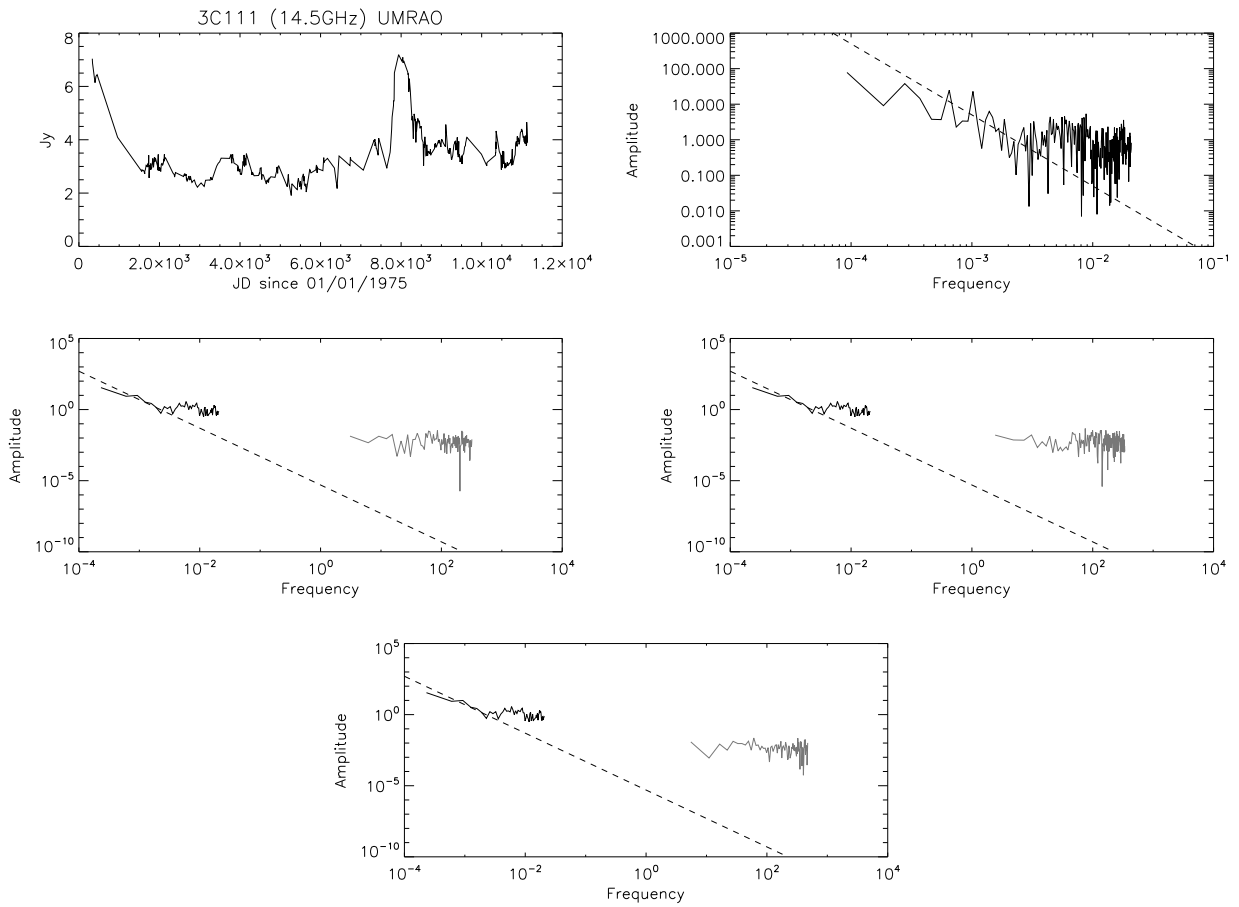 3C111 (14.5GHz) UMRAO
8
6
4
2
0
Jy
0 2.0×10³ 4.0×10³ 6.0×10³ 8.0×10³ 1.0×10⁴ 1.2×10⁴
JD since 01/01/1975
1000.000
100.000
10.000
1.000
0.100
0.010
0.001
Amplitude
10⁻⁵ 10⁻⁴ 10⁻³ 10⁻² 10⁻¹
Frequency
10⁵
10⁰
10⁻⁵
10⁻¹⁰
Amplitude
10⁻⁴ 10⁻² 10⁰ 10² 10⁴
Frequency
10⁵
10⁰
10⁻⁵
10⁻¹⁰
Amplitude
10⁻⁴ 10⁻² 10⁰ 10² 10⁴
Frequency
10⁵
10⁰
10⁻⁵
10⁻¹⁰
Amplitude
10⁻⁴ 10⁻² 10⁰ 10² 10⁴
Frequency